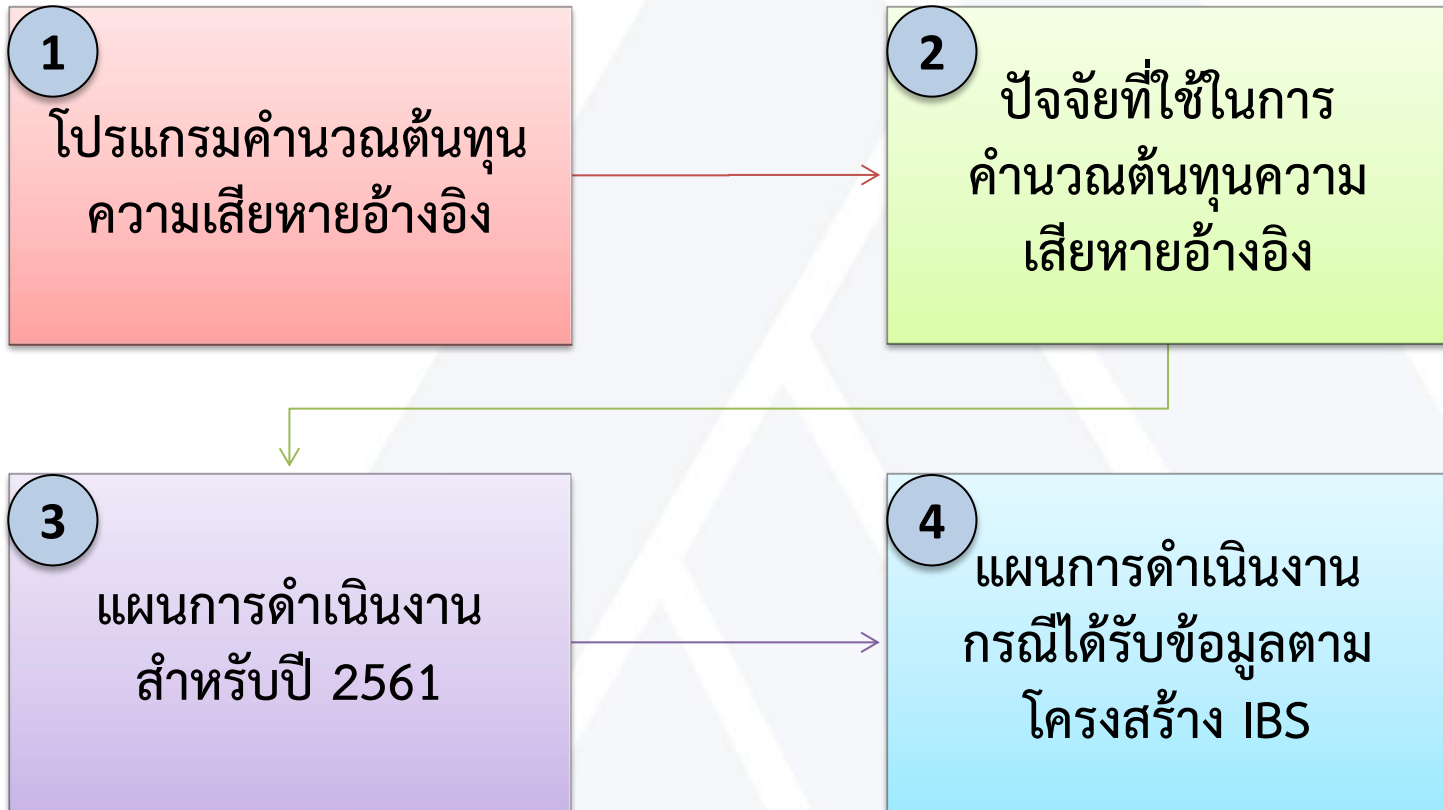 1
โปรแกรมคำนวณต้นทุน
ความเสียหายอ้างอิง
2
ปัจจัยที่ใช้ในการ
คำนวณต้นทุนความ
เสียหายอ้างอิง
3
แผนการดำเนินงาน
สำหรับปี 2561
4
แผนการดำเนินงาน
กรณีได้รับข้อมูลตาม
โครงสร้าง IBS